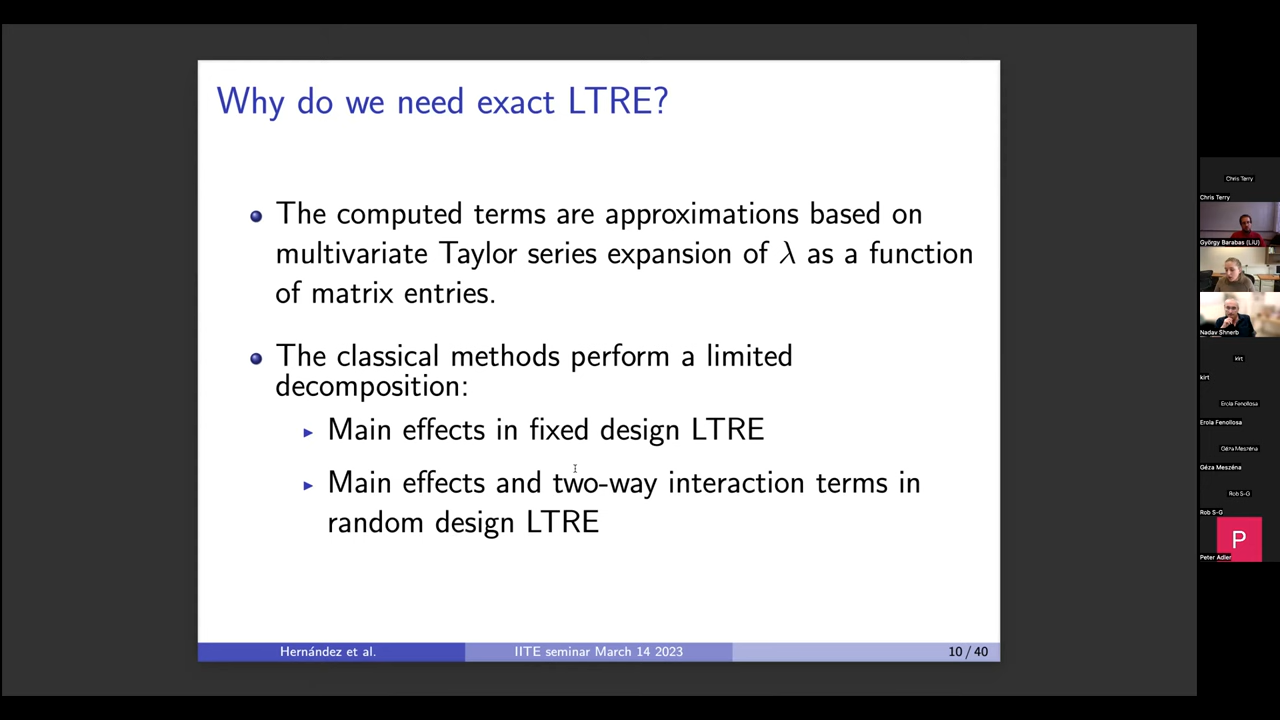 Why do we need exact LTRE?
The computed terms are approximations based on
multivariate Taylor series expansion of λ as a function
of matrix entries.
The classical methods perform a limited
decomposition:
Main effects in fixed design LTRE
Main effects and two-way interaction terms in
random design LTRE
Hernández et al.
IITE seminar March 14 2023
10 / 40
Chris Terry
Chris Terry
György Barabas (LiU)
Nadav Shnerb
kirt
kirt
Erola Fenollosa
Erola Fenollosa
Géza Meszéna
Géza Meszéna
Rob S-G
Rob S-G
P
Peter Adler